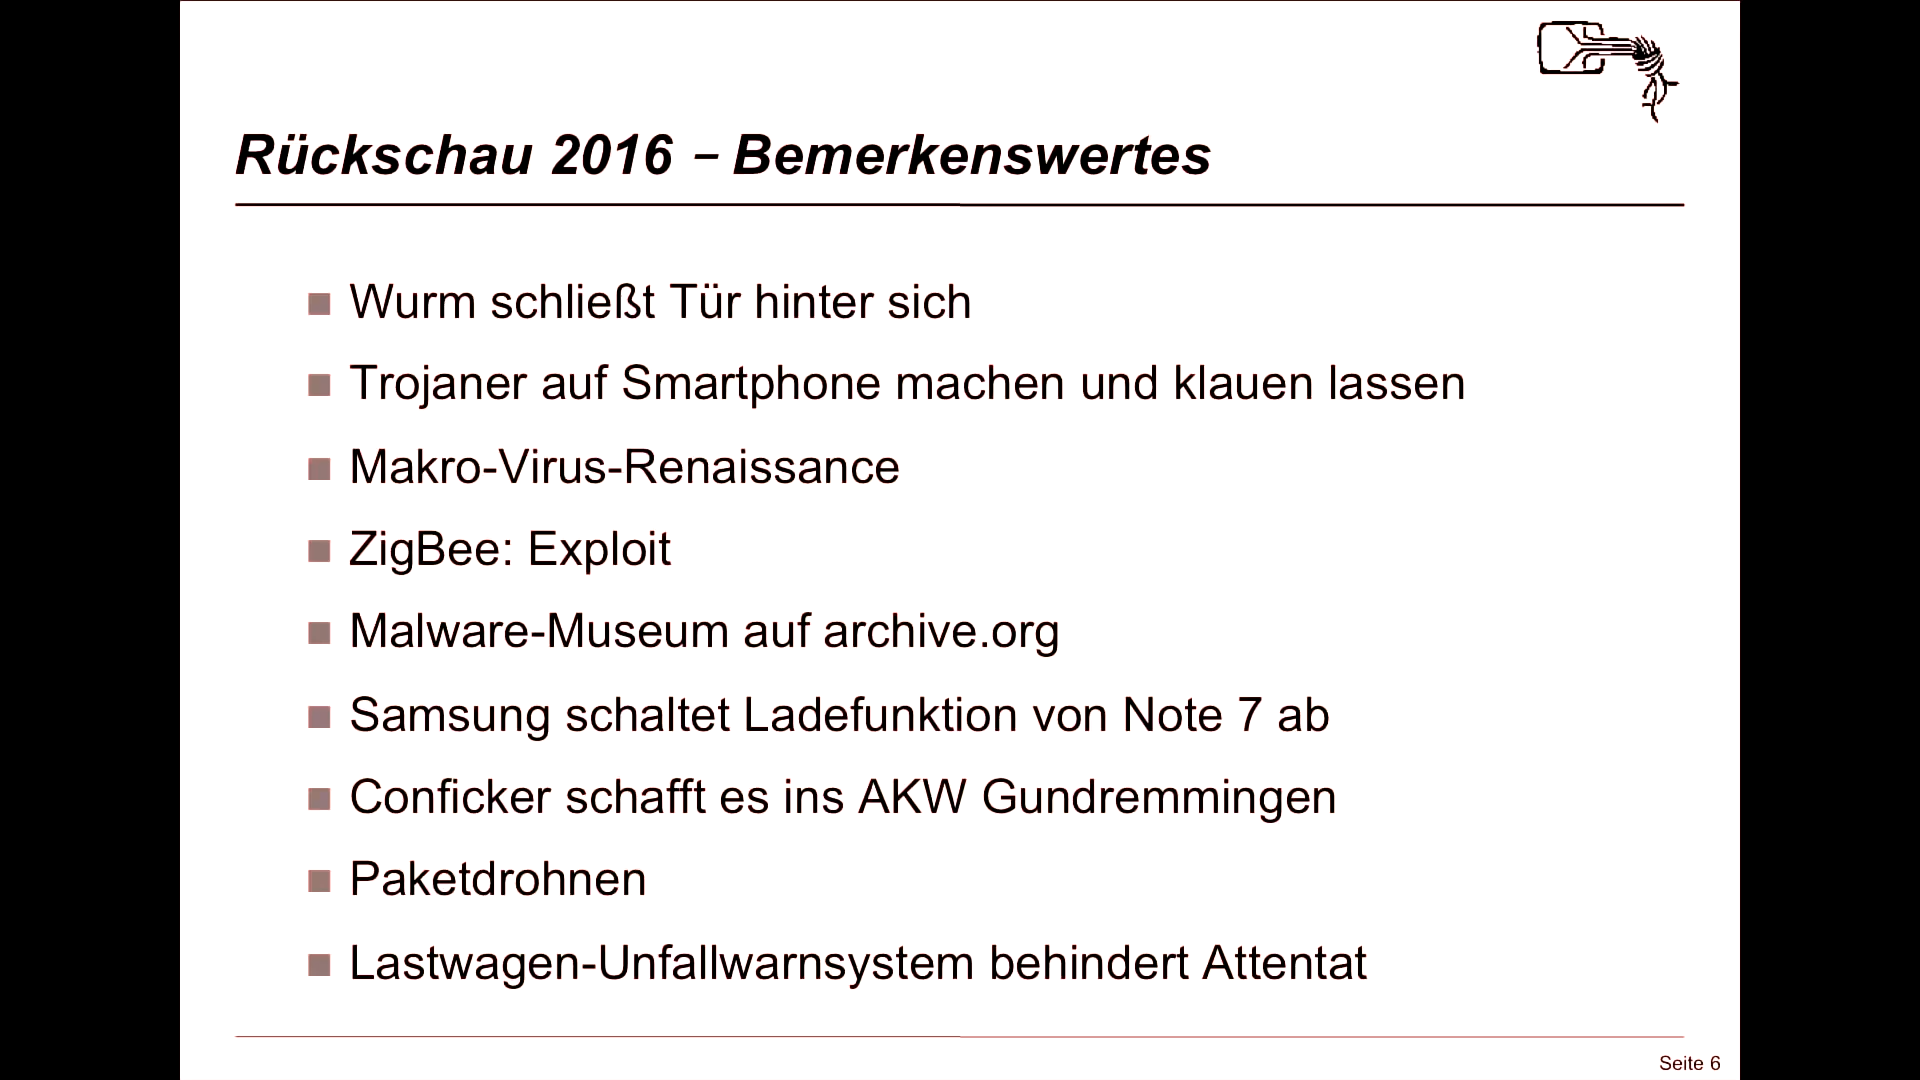 Rückschau 2016 – Bemerkenswertes
Wurm schließt Tür hinter sich
Trojaner auf Smartphone machen und klauen lassen
Makro-Virus-Renaissance
ZigBee: Exploit
Malware-Museum auf archive.org
Samsung schaltet Ladefunktion von Note 7 ab
Conficker schafft es ins AKW Gundremmingen
Paketdrohnen
Lastwagen-Unfallwarnsystem behindert Attentat
Seite 6